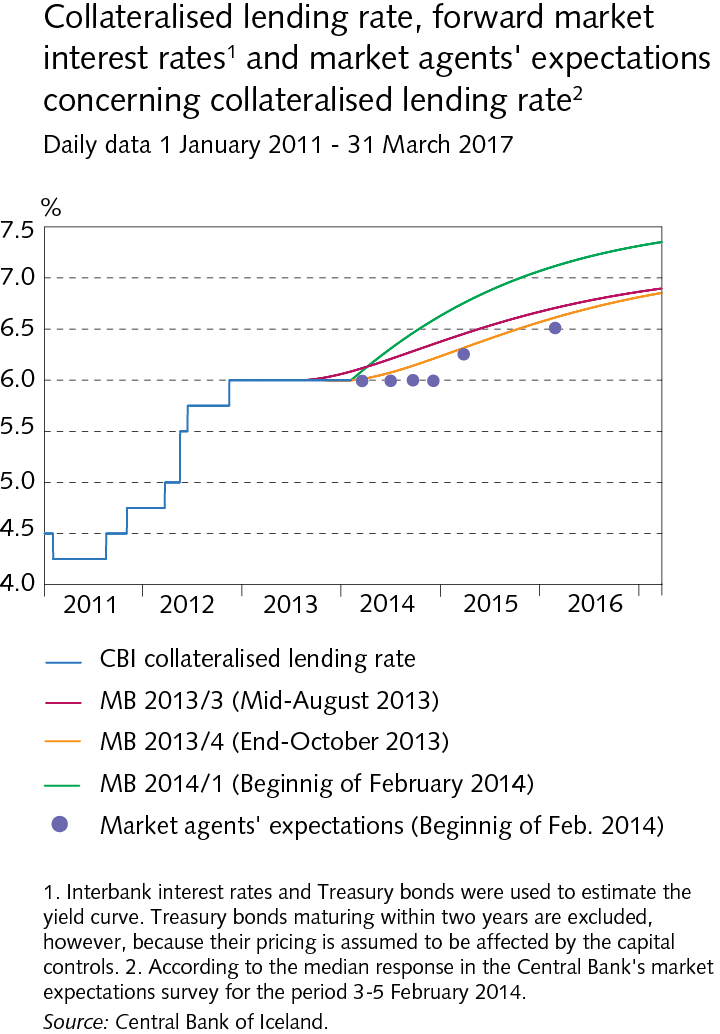 Collateralised lending rate, forward market
interest rates¹ and market agents' expectations
concerning collateralised lending rate²
Daily data 1 January 2011 - 31 March 2017
%
7.5
7.0
6.5
6.0
5.5
5.0
4.5
4.0
2011 2012 2013 2014 2015 2016
CBI collateralised lending rate
MB 2013/3 (Mid-August 2013)
MB 2013/4 (End-October 2013)
MB 2014/1 (Beginnig of February 2014)
Market agents' expectations (Beginnig of Feb. 2014)
1. Interbank interest rates and Treasury bonds were used to estimate the
yield curve. Treasury bonds maturing within two years are excluded,
however, because their pricing is assumed to be affected by the capital
controls. 2. According to the median response in the Central Bank's market
expectations survey for the period 3-5 February 2014.
Source: Central Bank of Iceland.